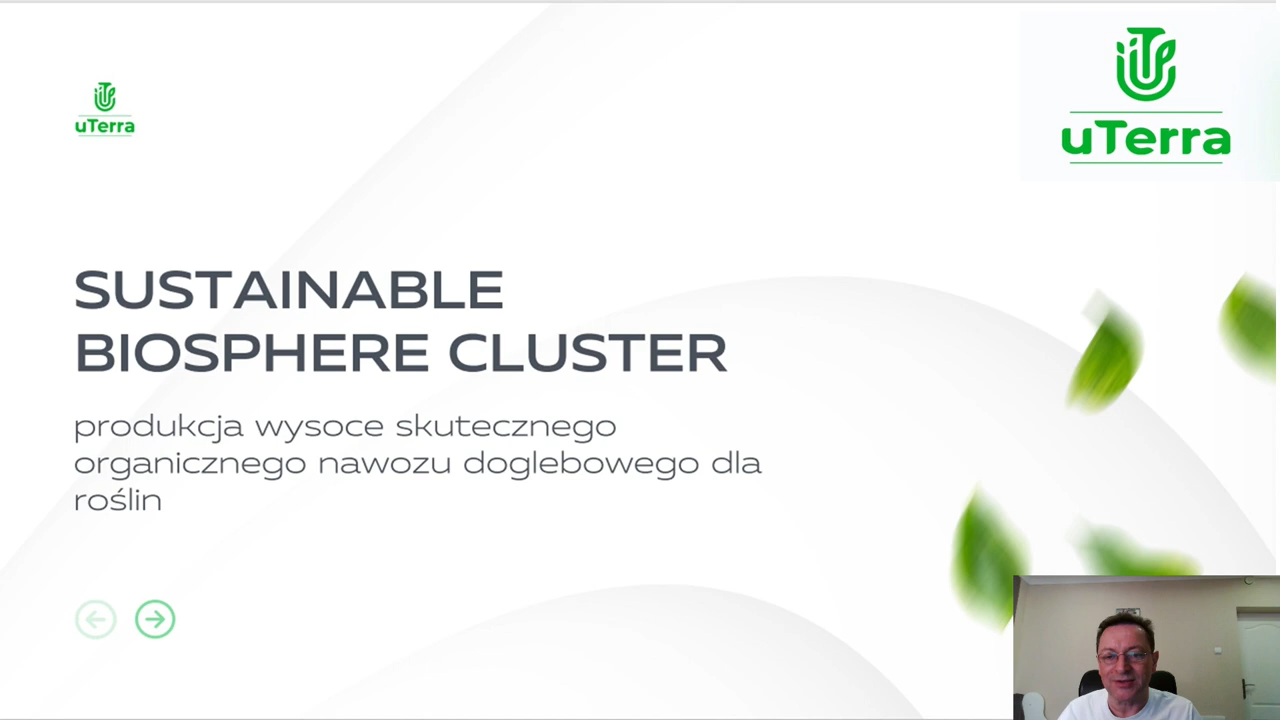 uTerra
uTerra
SUSTAINABLE
BIOSPHERE CLUSTER
produkcja wysoce skutecznego
organicznego nawozu doglebowego dla
roślin